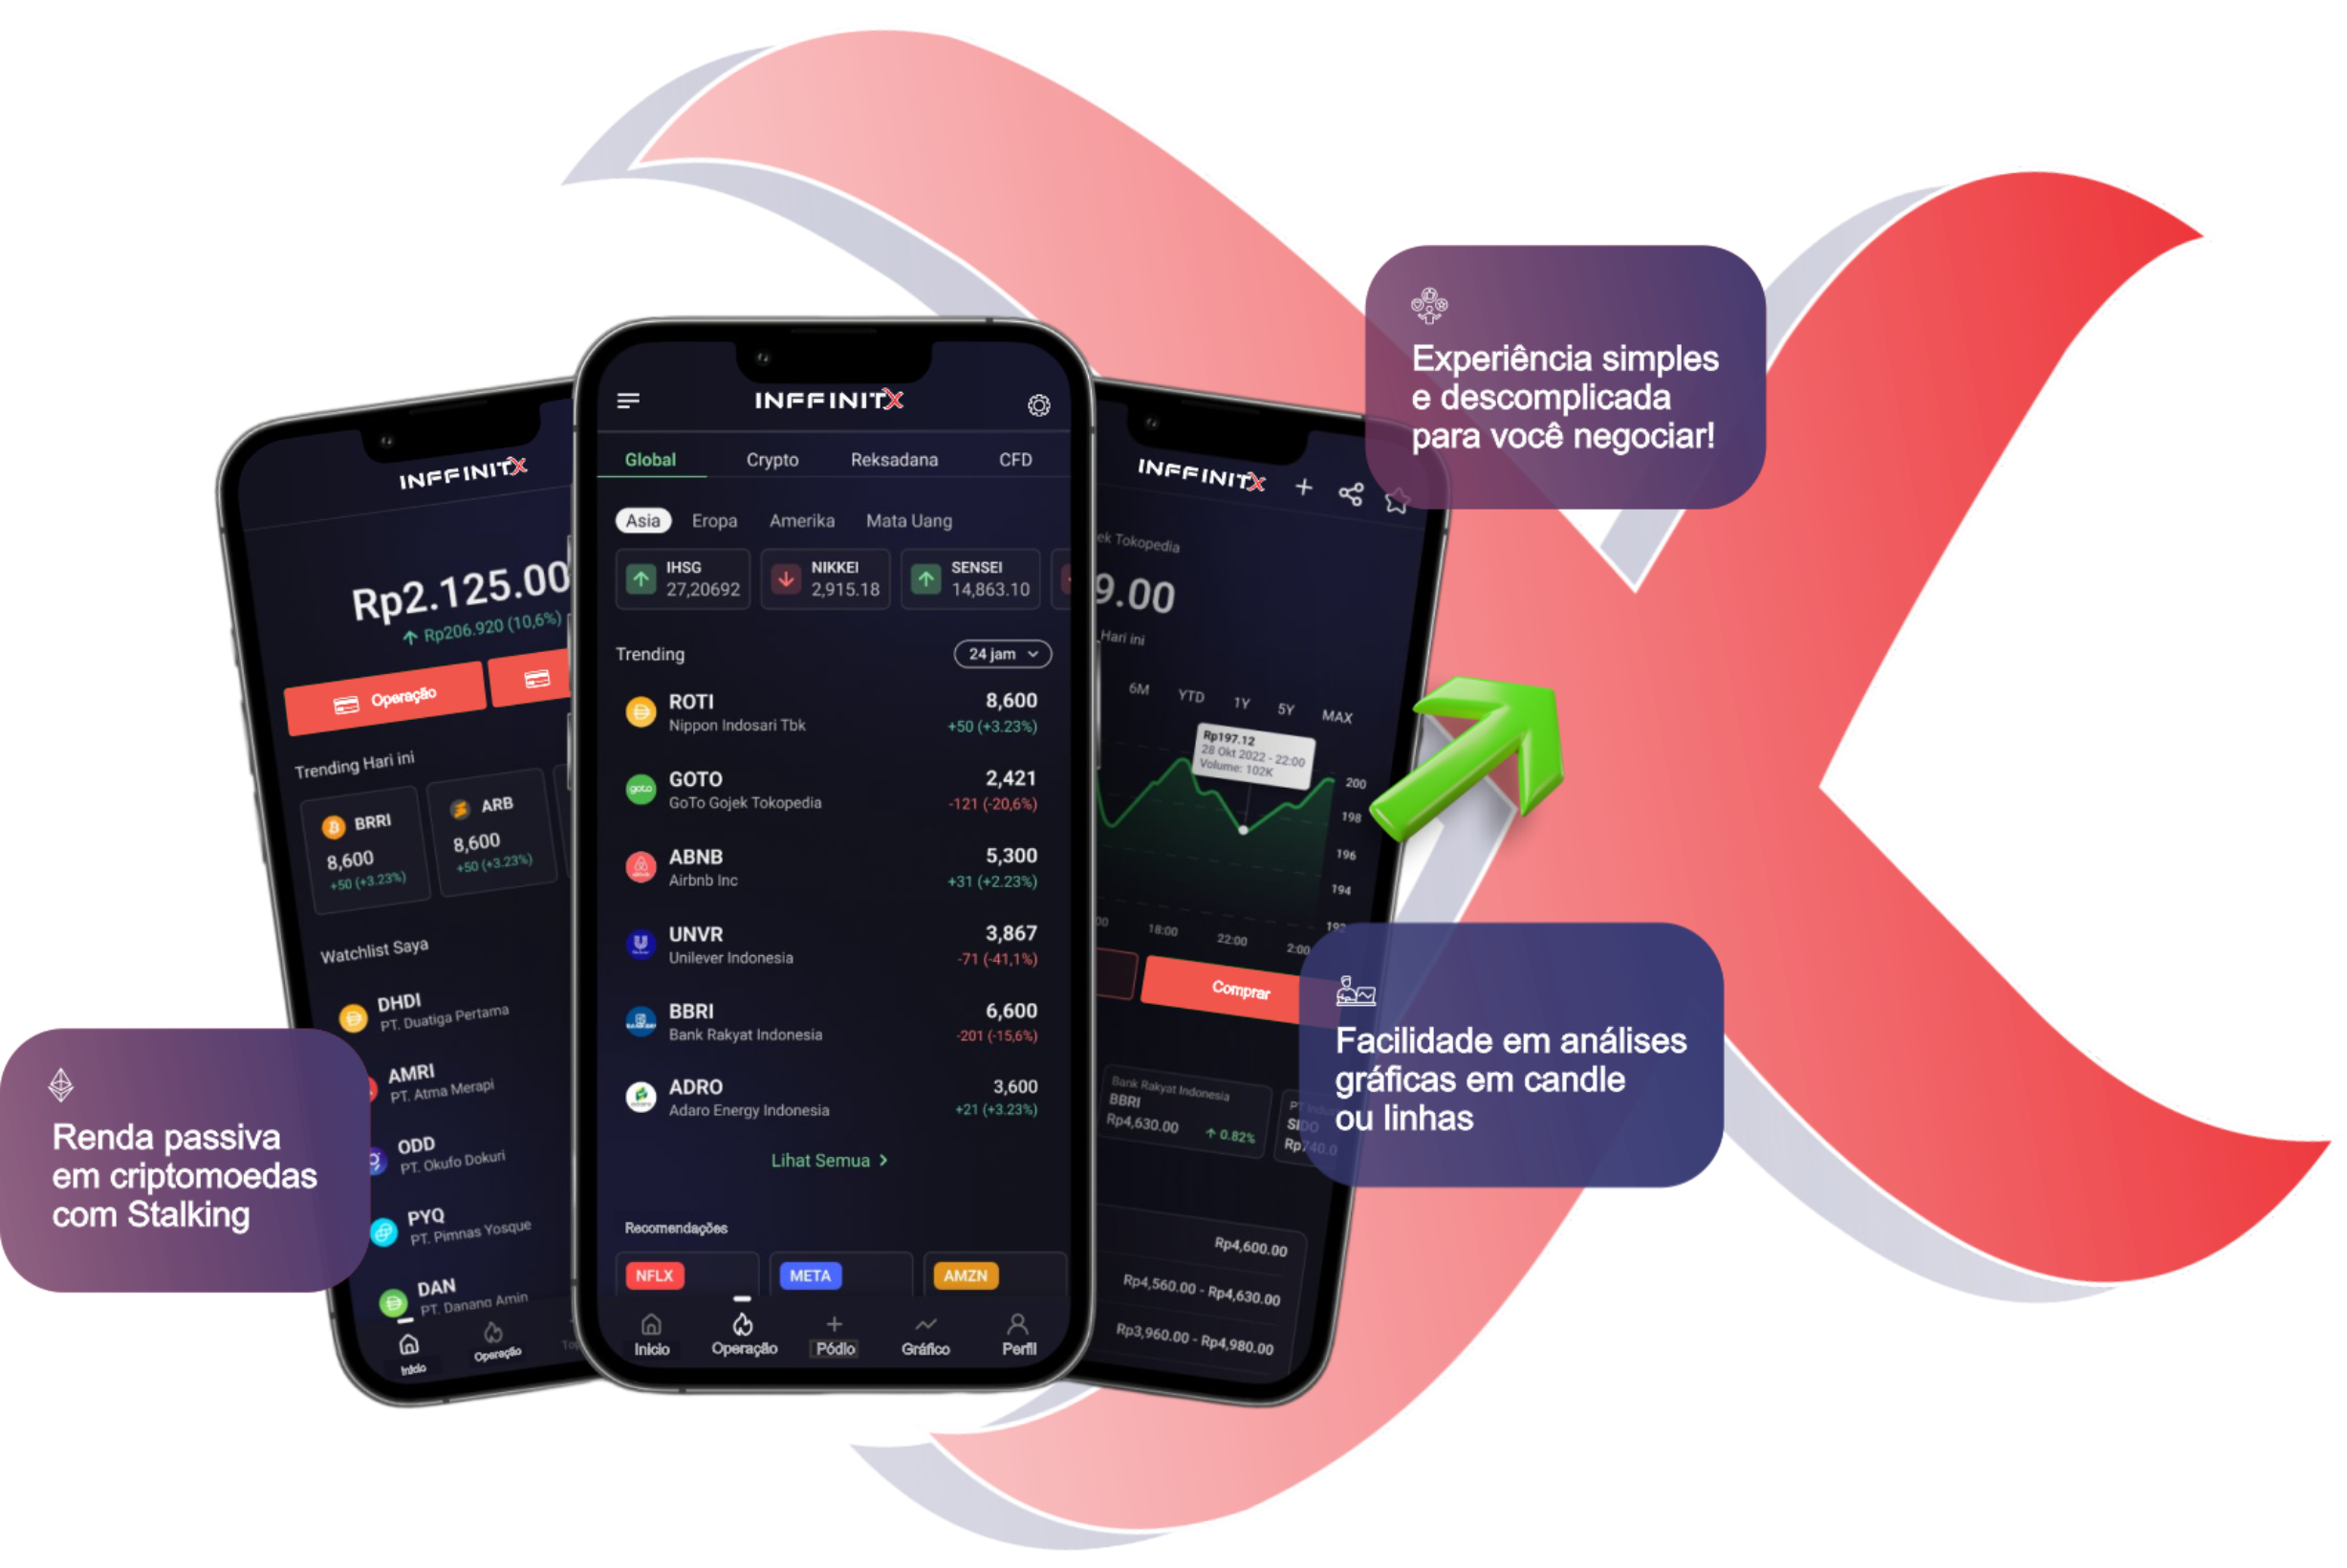 INFFINITX
Rp2.125.00
Rp206.920 (10,6%)
Operação
Trending Hari ini
BRRI
8,600
+50 (+3.23%)
ARB
8,600
+50 (+3.23%)
Watchlist Saya
DHDI
PT. Duatiga Pertama
AMRI
PT. Atma Merapi
ODD
PT. Okufo Dokuri
PYQ
PT. Pimnas Yosque
DAN
PT. Danang Amin
Inicio
Operação
Renda passiva
em criptomoedas
com Stalking
INFFINITX
Global Crypto Reksadana CFD
Asia Eropa Amerika Mata Uang
IHSG
27,20692
NIKKEI
2,915.18
SENSEI
14,863.10
Trending 24 jam
ROTI 8,600
Nippon Indosari Tbk +50 (+3.23%)
goto
GOTO 2,421
GoTo Gojek Tokopedia -121 (-20,6%)
ABNB 5,300
Airbnb Inc +31 (+2.23%)
UNVR 3,867
Unilever Indonesia -71 (-41,1%)
BBRI 6,600
Bank Rakyat Indonesia -201 (-15,6%)
ADRO 3,600
Adaro Energy Indonesia +21 (+3.23%)
Lihat Semua >
Recomendações
NFLX META AMZN
Inicio Operação Pódio Gráfico Perfil
INFFINITX
ek Tokopedia
9.00
Hari ini
6M YTD 1Y 5Y MAX
Rp197.12
28 Okt 2022 - 22:00
Volume: 102K
200
198
196
194
192
18:00 22:00 2:00
Comprar
Bank Rakyat Indonesia
BBRI
Rp4,630.00 0.82%
SIDO
Rp740.0
Rp4,600.00
Rp4,560.00 - Rp4,630.00
Rp3,960.00 - Rp4,980.00
Experiência simples
e descomplicada
para você negociar!
Facilidade em análises
gráficas em candle
ou linhas